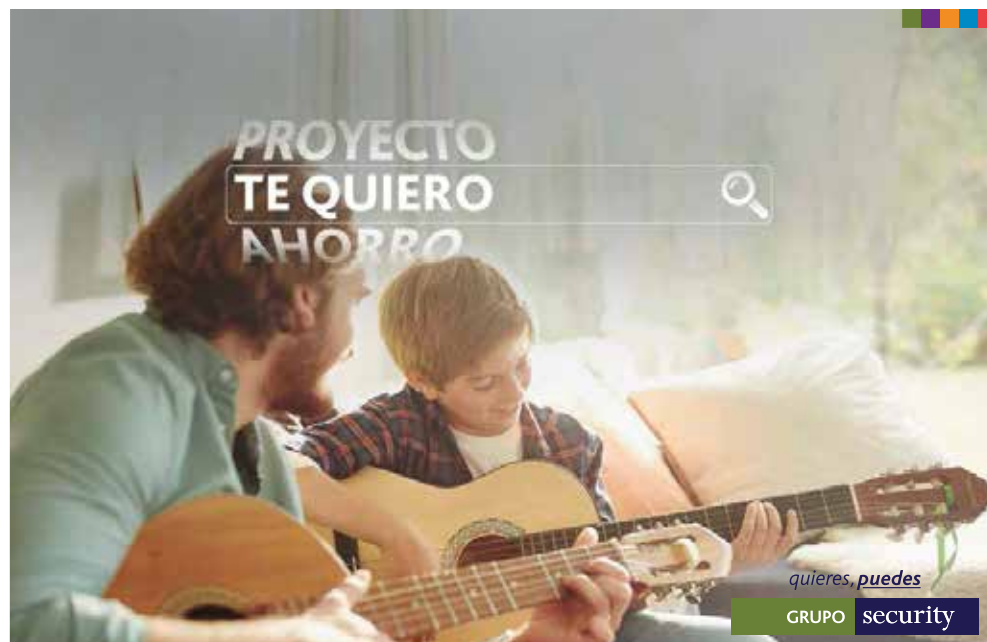 PROYECTO
TE QUIERO
AHORRO
quieres, puedes
GRUPO security